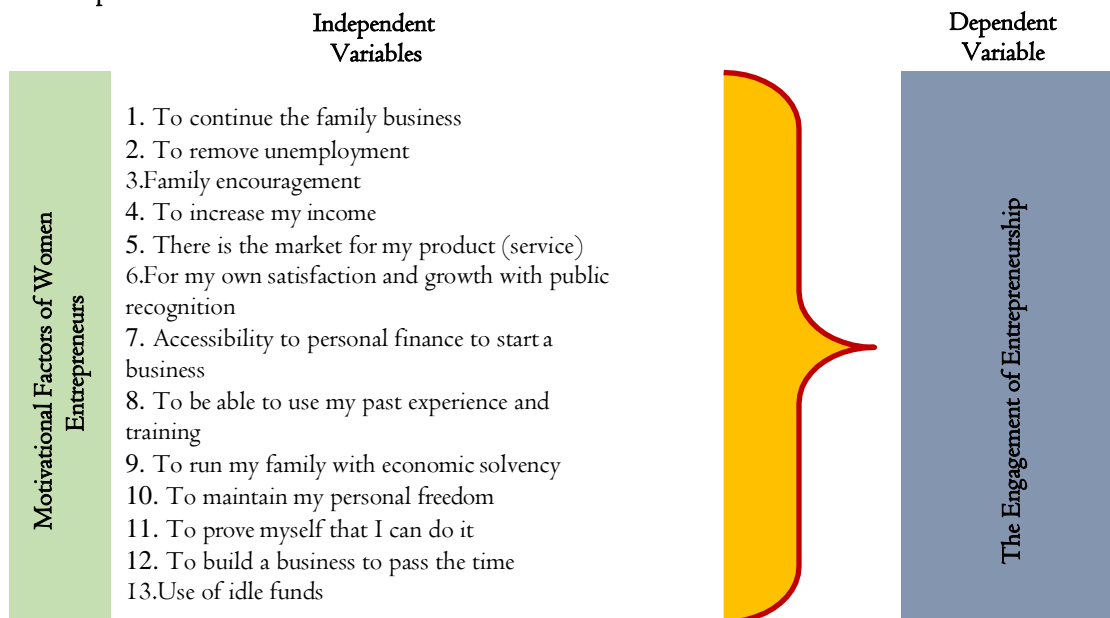 Independent
Variables
Dependent
Variable
Motivational Factors of Women
Entrepreneurs
1. To continue the family business
2. To remove unemployment
3.Family encouragement
4. To increase my income
5. There is the market for my product (service)
6.For my own satisfaction and growth with public
recognition
7. Accessibility to personal finance to start a
business
8. To be able to use my past experience and
training
9. To run my family with economic solvency
10. To maintain my personal freedom
11. To prove myself that I can do it
12. To build a business to pass the time
13.Use of idle funds
The Engagement of Entrepreneurship